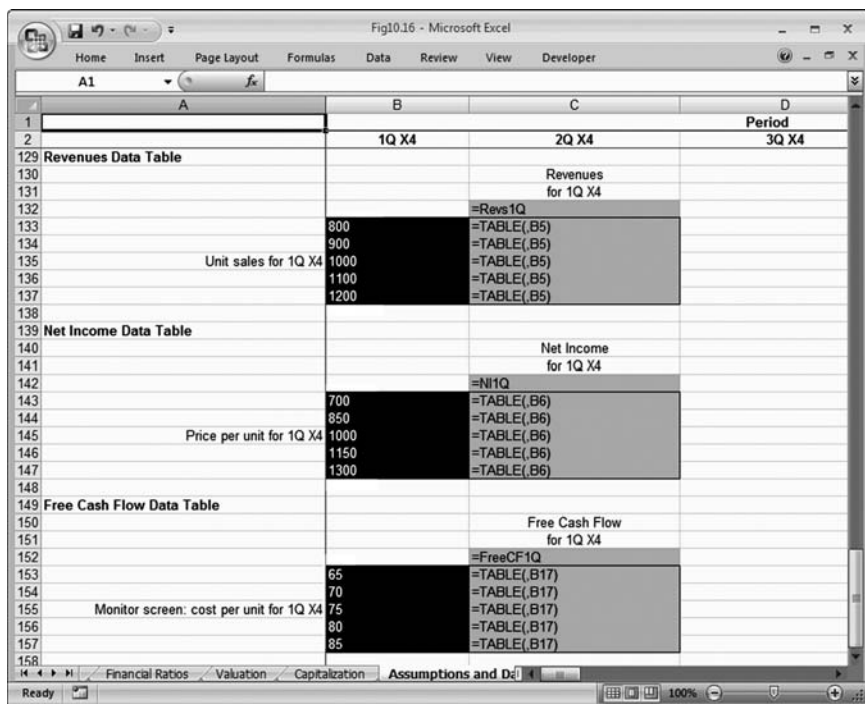 Fig10.16 - Microsoft Excel
Home Insert Page Layout Formulas Data Review View Developer
A1 fx
A B C D
1 Period
2 1Q X4 2Q X4 3Q X4
129 Revenues Data Table
130 Revenues
131 for 1Q X4
132 =Revs1Q
133 800 =TABLE(,B5)
134 900 =TABLE(,B5)
135 Unit sales for 1Q X4 1000 =TABLE(,B5)
136 1100 =TABLE(,B5)
137 1200 =TABLE(,B5)
138
139 Net Income Data Table
140 Net Income
141 for 1Q X4
142 =NI1Q
143 700 =TABLE(,B6)
144 850 =TABLE(,B6)
145 Price per unit for 1Q X4 1000 =TABLE(,B6)
146 1150 =TABLE(,B6)
147 1300 =TABLE(,B6)
148
149 Free Cash Flow Data Table
150 Free Cash Flow
151 for 1Q X4
152 =FreeCF1Q
153 65 =TABLE(,B17)
154 70 =TABLE(,B17)
155 Monitor screen: cost per unit for 1Q X4 75 =TABLE(,B17)
156 80 =TABLE(,B17)
157 85 =TABLE(,B17)
158
Financial Ratios Valuation Capitalization Assumptions and Da
Ready 100%